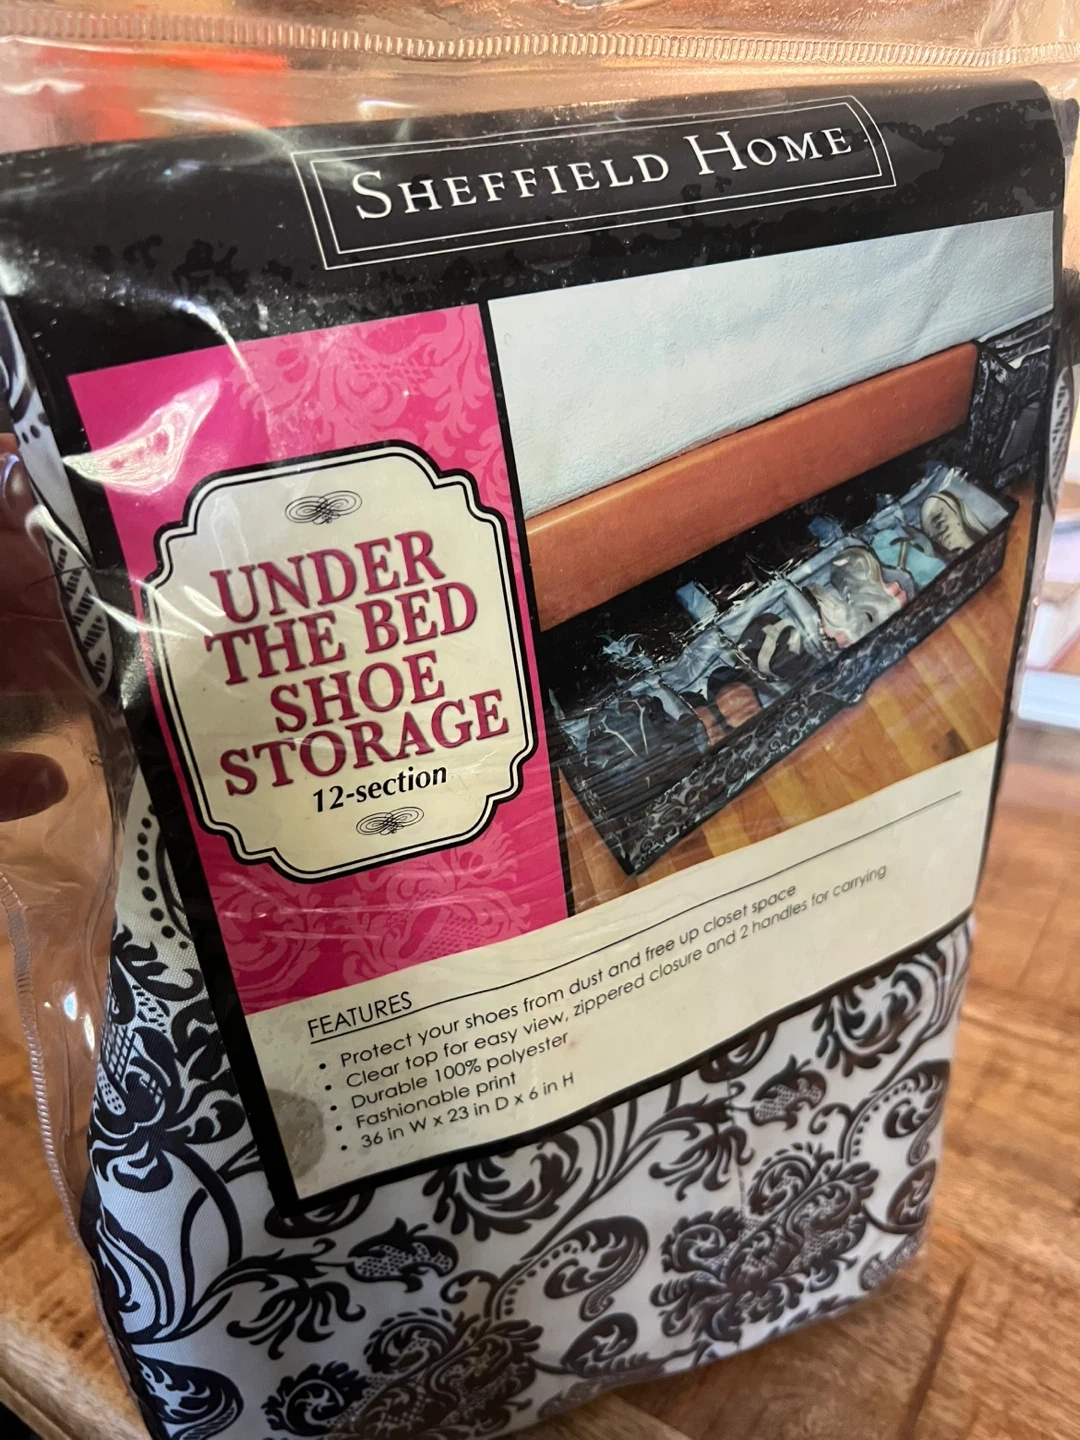 SHEFFIELD HOME
UNDER
THE BED
SHOE
STORAGE
12-section
FEATURES
• Protect your shoes from dust and free up closet space
• Clear top for easy view, zippered closure and 2 handles for carrying
• Durable 100% polyester
• Fashionable print
• 36 in W x 23 in D x 6 in H